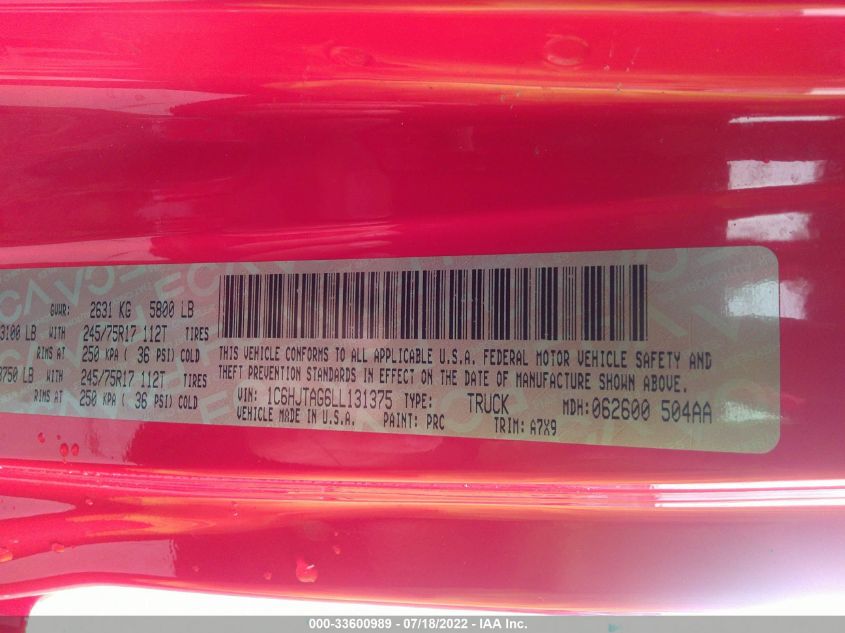 GVWR: 2631 KG 5800 LB
3100 LB WITH 245/75R17 112T TIRES
RIMS AT 250 KPA ( 36 PSI) COLD
3750 LB WITH 245/75R17 112T TIRES
RIMS AT 250 KPA ( 36 PSI) COLD
THIS VEHICLE CONFORMS TO ALL APPLICABLE U.S.A. FEDERAL MOTOR VEHICLE SAFETY AND
THEFT PREVENTION STANDARDS IN EFFECT ON THE DATE OF MANUFACTURE SHOWN ABOVE.
VIN: 1C6HJTAG6LL131375 TYPE: TRUCK MDH: 062600 504AA
VEHICLE MADE IN U.S.A. PAINT: PRC TRIM: A7X9
000-33600989 - 07/18/2022 - IAA Inc.